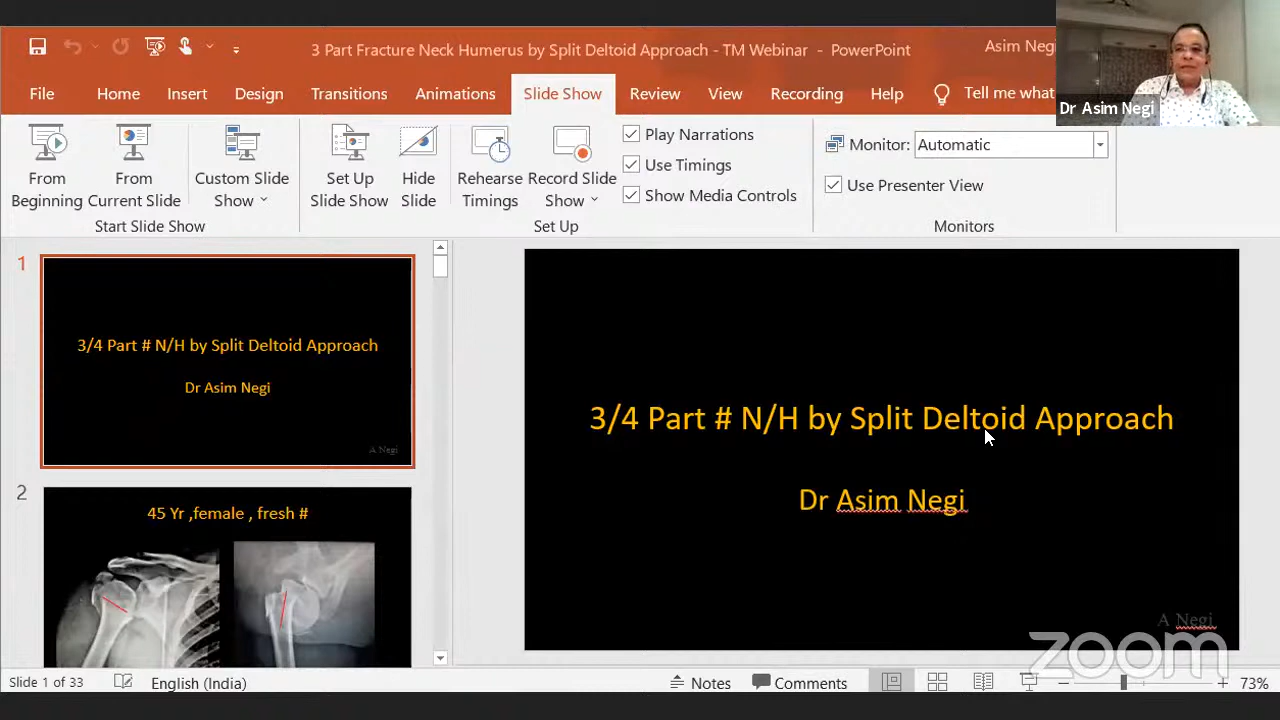 3 Part Fracture Neck Humerus by Split Deltoid Approach - TM Webinar - PowerPoint
Asim Negi
Dr Asim Negi
File Home Insert Design Transitions Animations Slide Show Review View Recording Help Tell me what
From Beginning
From Current Slide
Custom Slide Show
Start Slide Show
Set Up Slide Show
Hide Slide
Rehearse Timings
Record Slide Show
Play Narrations
Use Timings
Show Media Controls
Set Up
Monitor: Automatic
Use Presenter View
Monitors
1
3/4 Part # N/H by Split Deltoid Approach
Dr Asim Negi
A Negi
2
45 Yr ,female , fresh #
3/4 Part # N/H by Split Deltoid Approach
Dr Asim Negi
A Negi
zoom
Slide 1 of 33 English (India) Notes Comments 73%